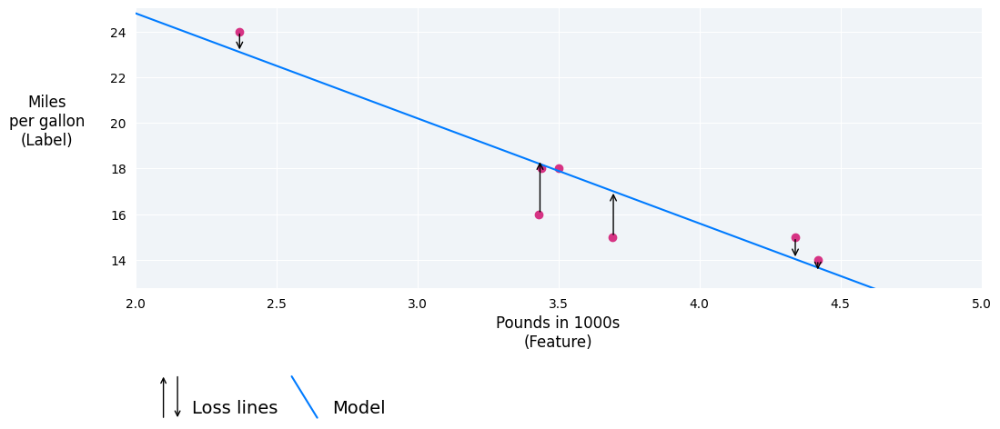 24
22
20
18
16
14
Miles
per gallon
(Label)
2.0 2.5 3.0 3.5 4.0 4.5 5.0
Pounds in 1000s
(Feature)
Loss lines Model